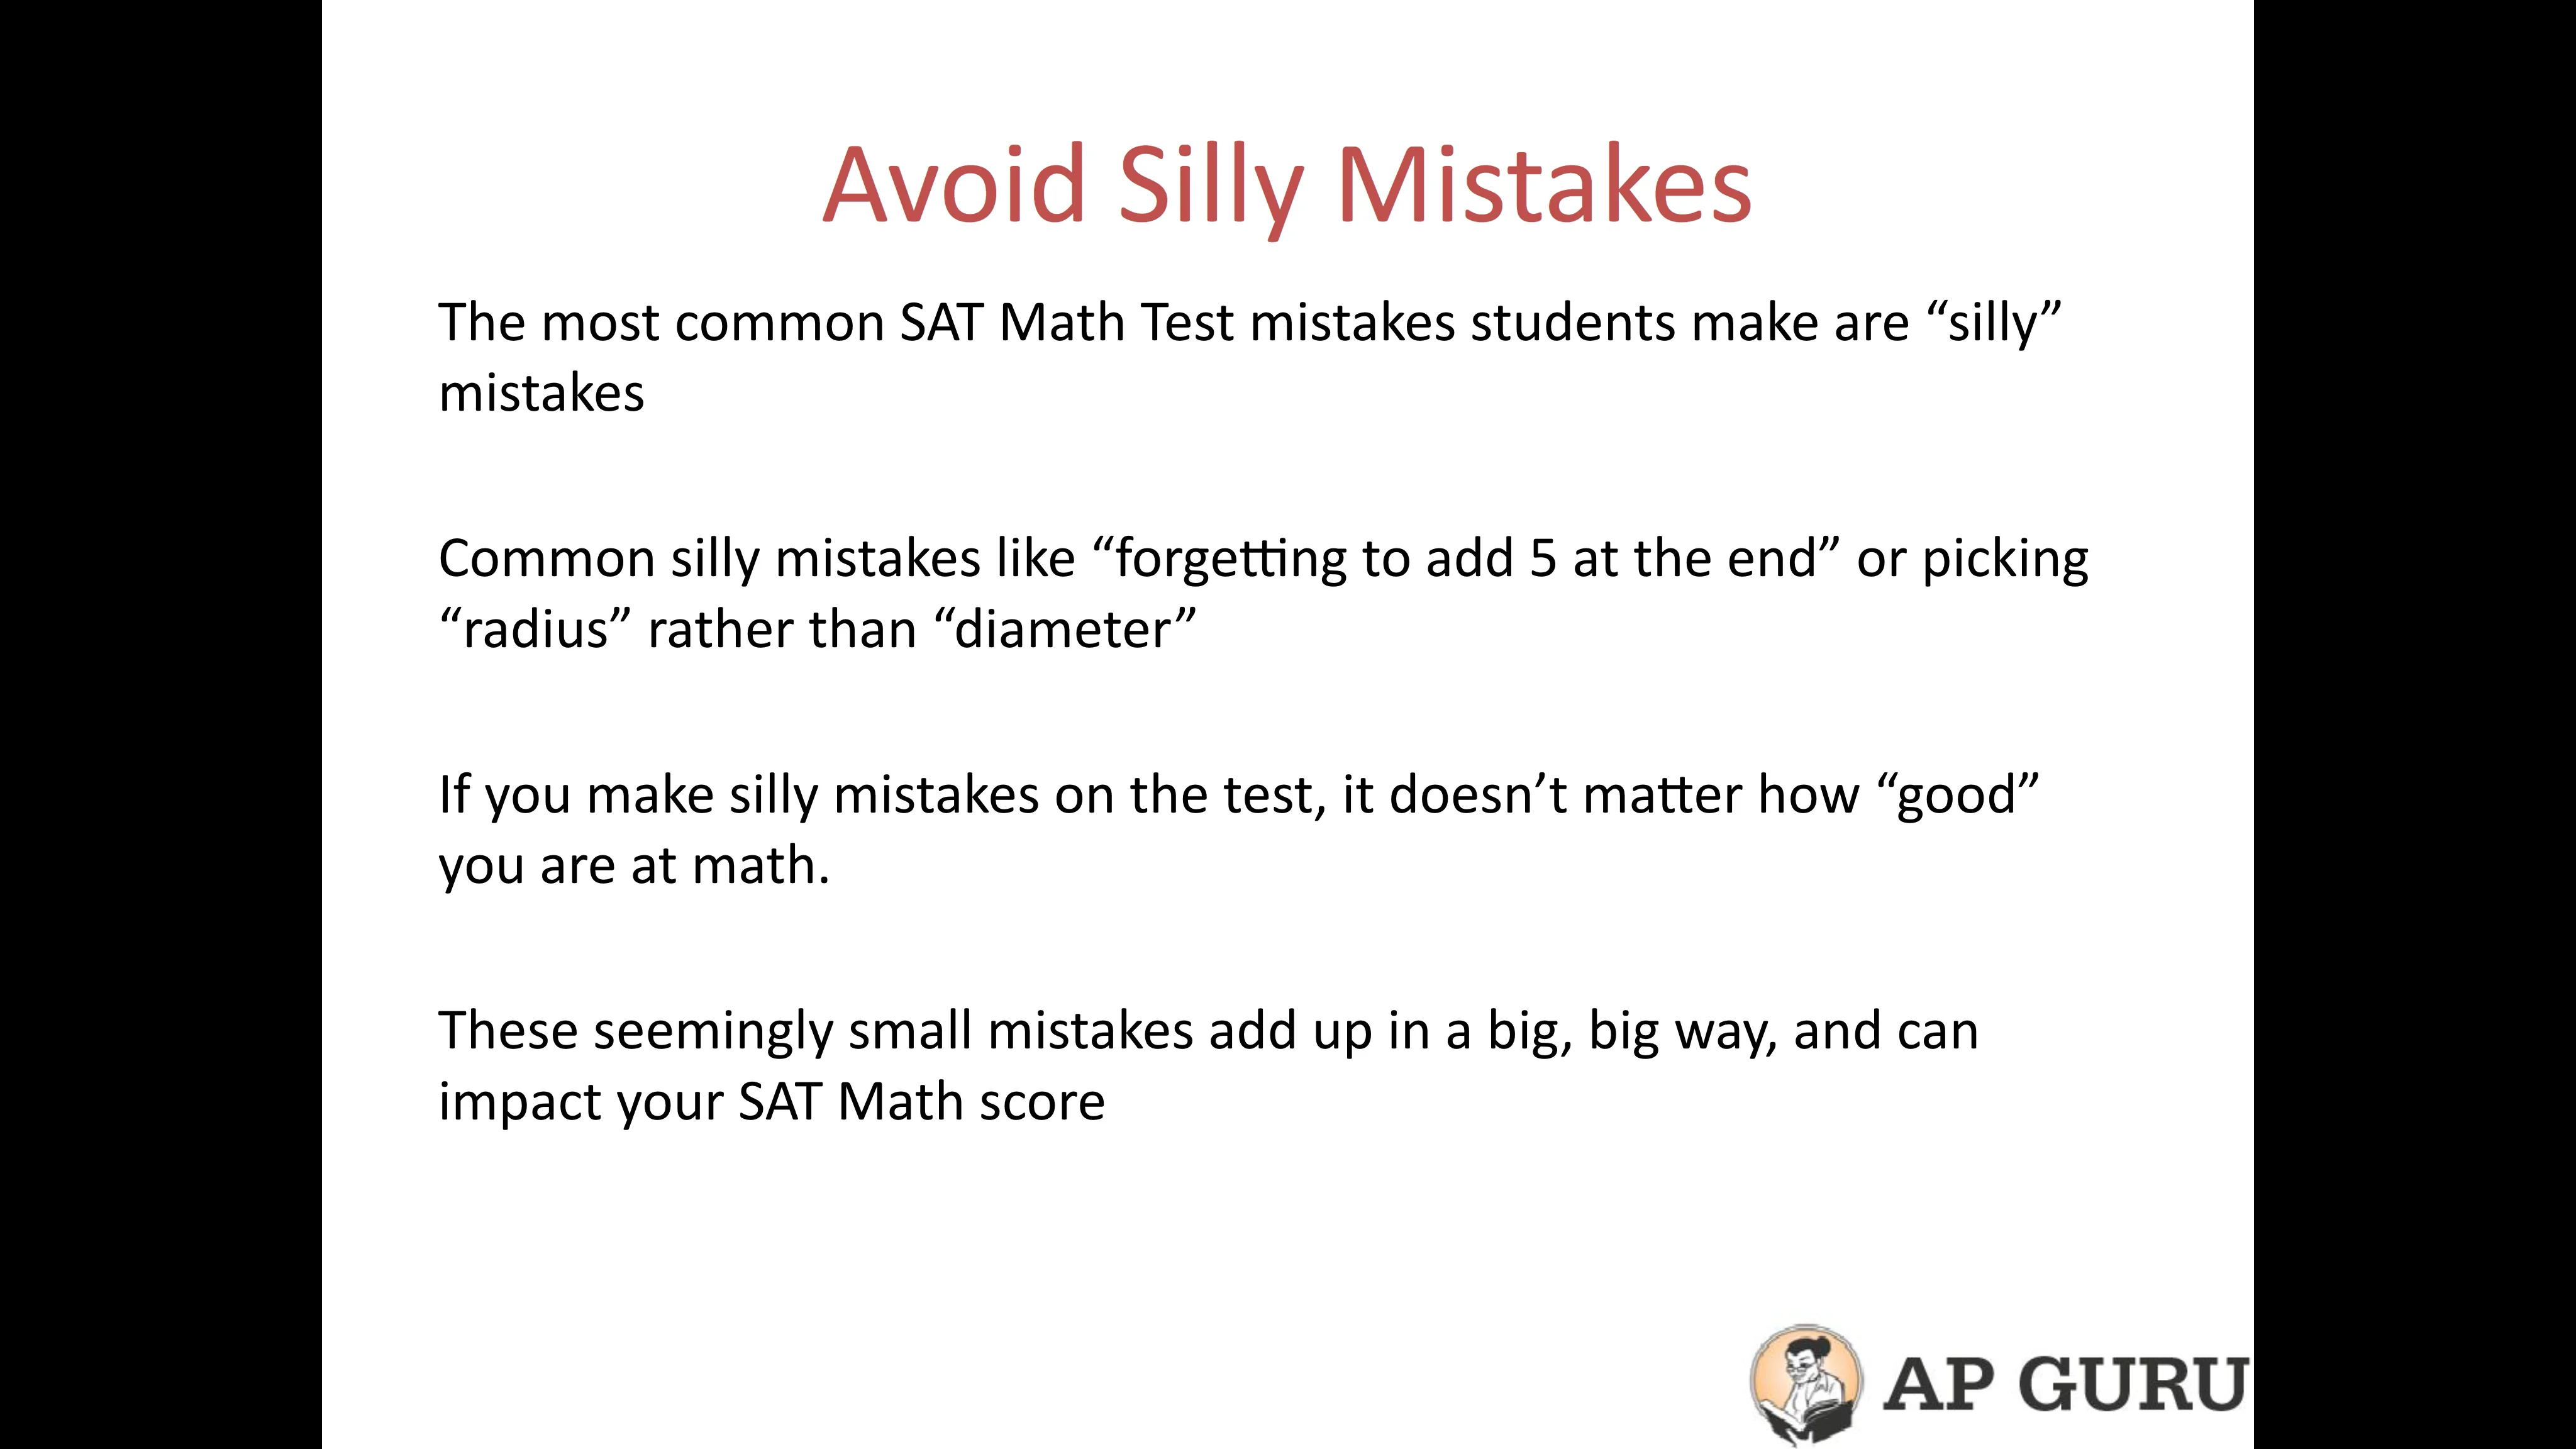 Avoid Silly Mistakes
The most common SAT Math Test mistakes students make are “silly”
mistakes
Common silly mistakes like “forgetting to add 5 at the end” or picking
“radius” rather than “diameter”
If you make silly mistakes on the test, it doesn’t matter how “good”
you are at math.
These seemingly small mistakes add up in a big, big way, and can
impact your SAT Math score
AP GURU